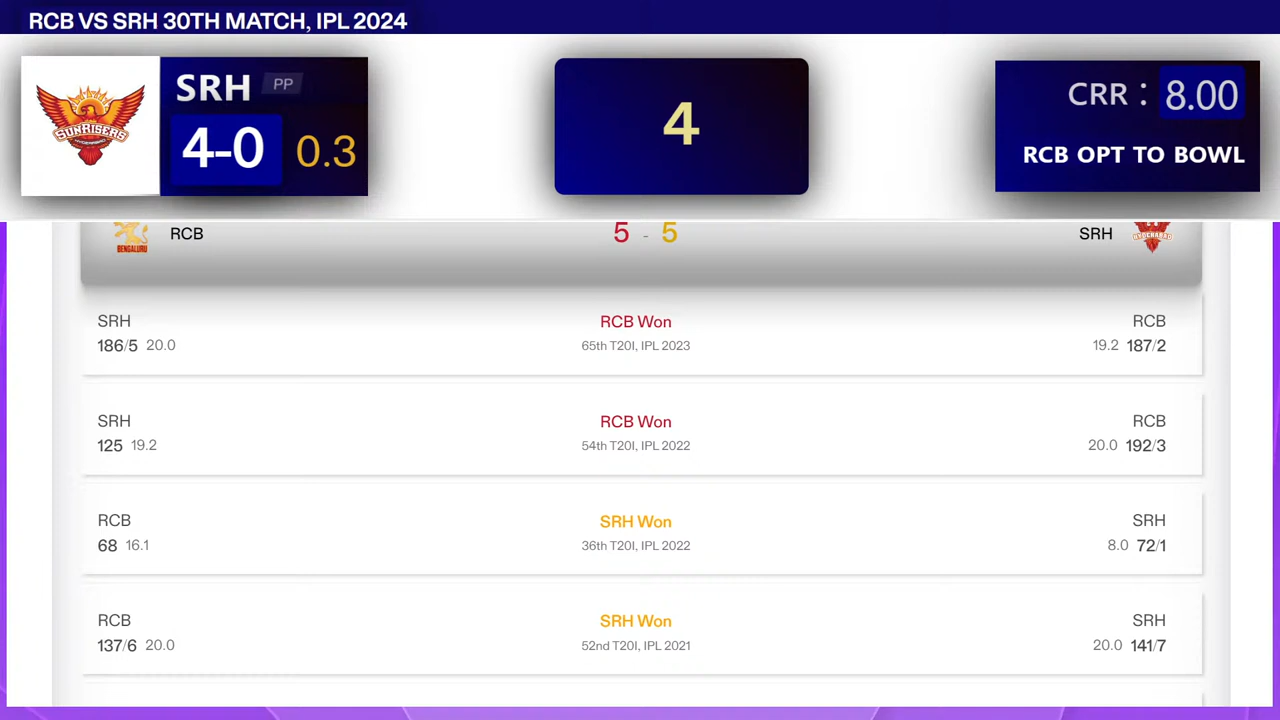 RCB VS SRH 30TH MATCH, IPL 2024
SUNRISERS
SRH PP
4-0 0.3
4
CRR : 8.00
RCB OPT TO BOWL
BENGALURU
RCB 5 - 5 SRH
HYDERABAD
SRH RCB Won RCB
186/5 20.0 65th T20I, IPL 2023 19.2 187/2
SRH RCB Won RCB
125 19.2 54th T20I, IPL 2022 20.0 192/3
RCB SRH Won SRH
68 16.1 36th T20I, IPL 2022 8.0 72/1
RCB SRH Won SRH
137/6 20.0 52nd T20I, IPL 2021 20.0 141/7